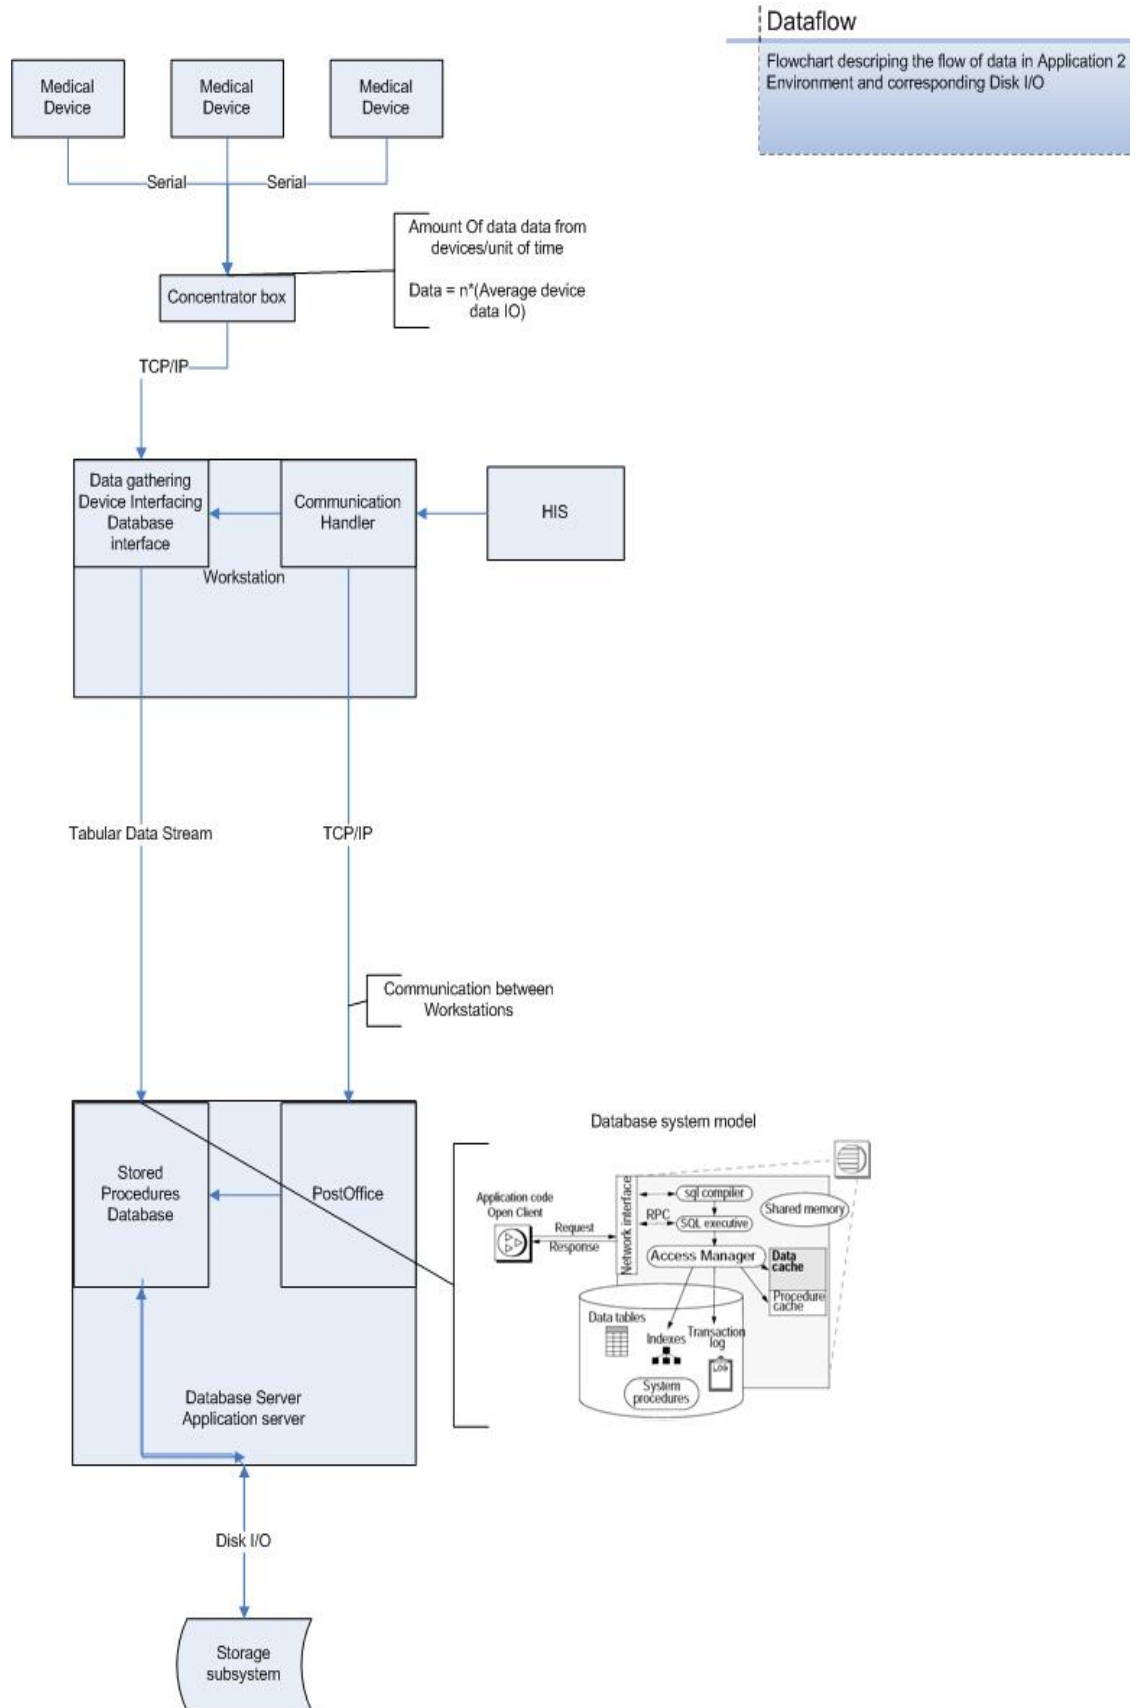 Dataflow
Flowchart descriping the flow of data in Application 2
Environment and corresponding Disk I/O
Medical
Device
Medical
Device
Medical
Device
Serial
Serial
Amount Of data data from
devices/unit of time
Data = n*(Average device
data IO)
Concentrator box
TCP/IP
Data gathering
Device Interfacing
Database
interface
Communication
Handler
HIS
Workstation
Tabular Data Stream
TCP/IP
Communication between
Workstations
Stored
Procedures
Database
PostOffice
Database Server
Application server
Disk I/O
Storage
subsystem
Database system model
Application code
Open Client
Request
Response
Network interface
RPC
sql compiler
SQL executive
Shared memory
Access Manager
Data
cache
Procedure
cache
Data tables
Indexes
Transaction
log
LOG
System
procedures